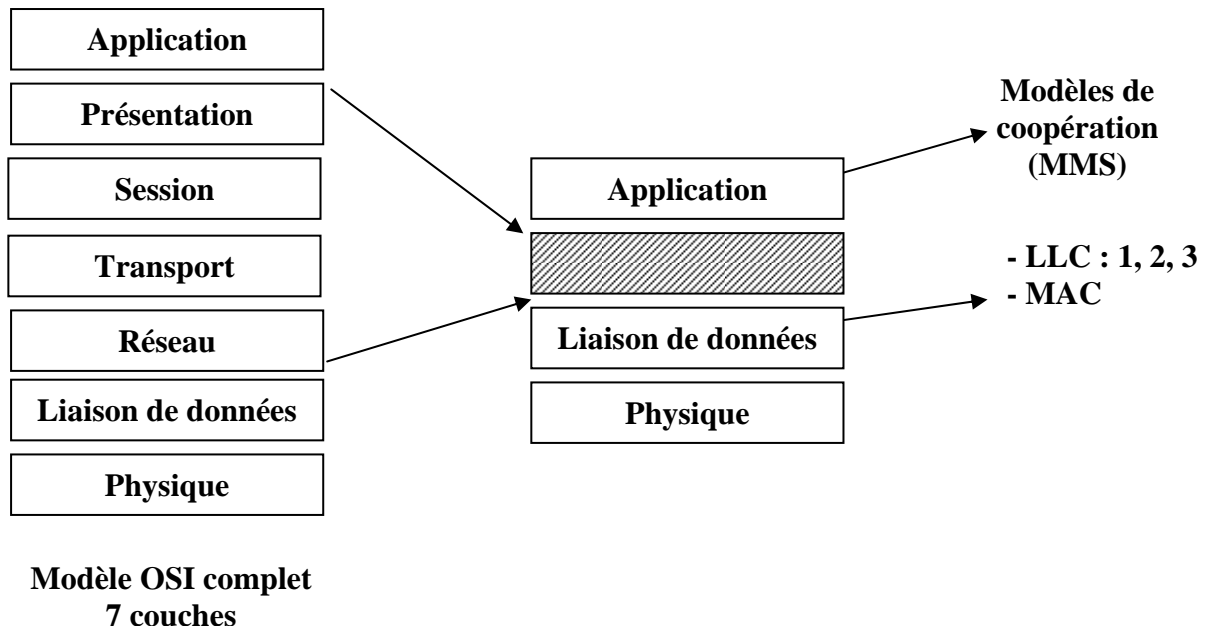 Application
Présentation
Session
Transport
Réseau
Liaison de données
Physique
Modèle OSI complet
7 couches
Application
Liaison de données
Physique
Modèles de
coopération
(MMS)
- LLC : 1, 2, 3
- MAC